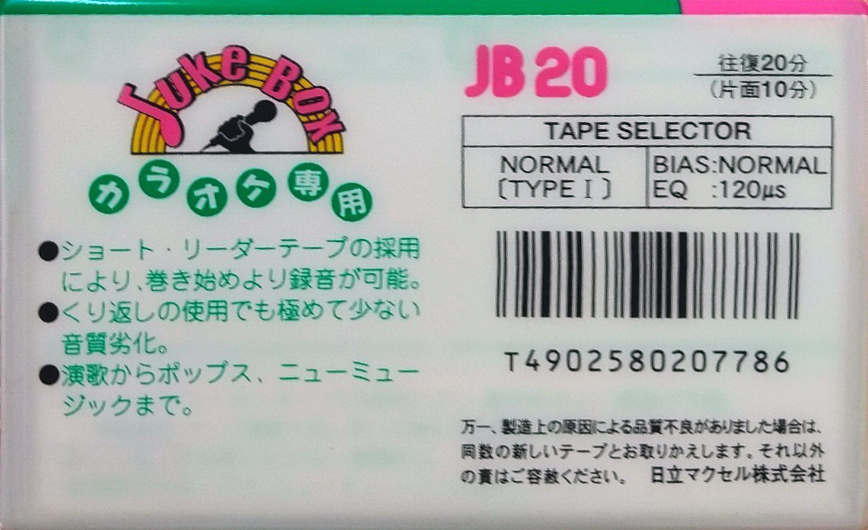 Juke Box
カラオケ専用
●ショート・リーダーテープの採用
により、巻き始めより録音が可能。
●くり返しの使用でも極めて少ない
音質劣化。
●演歌からポップス、ニューミュー
ジックまで。
JB 20
往復20分
(片面10分)
TAPE SELECTOR
NORMAL
〔TYPE Ⅰ〕
BIAS:NORMAL
EQ :120μs
T4902580207786
万一、製造上の原因による品質不良がありました場合は、
同数の新しいテープとお取りかえします。それ以外
の責はご容赦ください。 日立マクセル株式会社